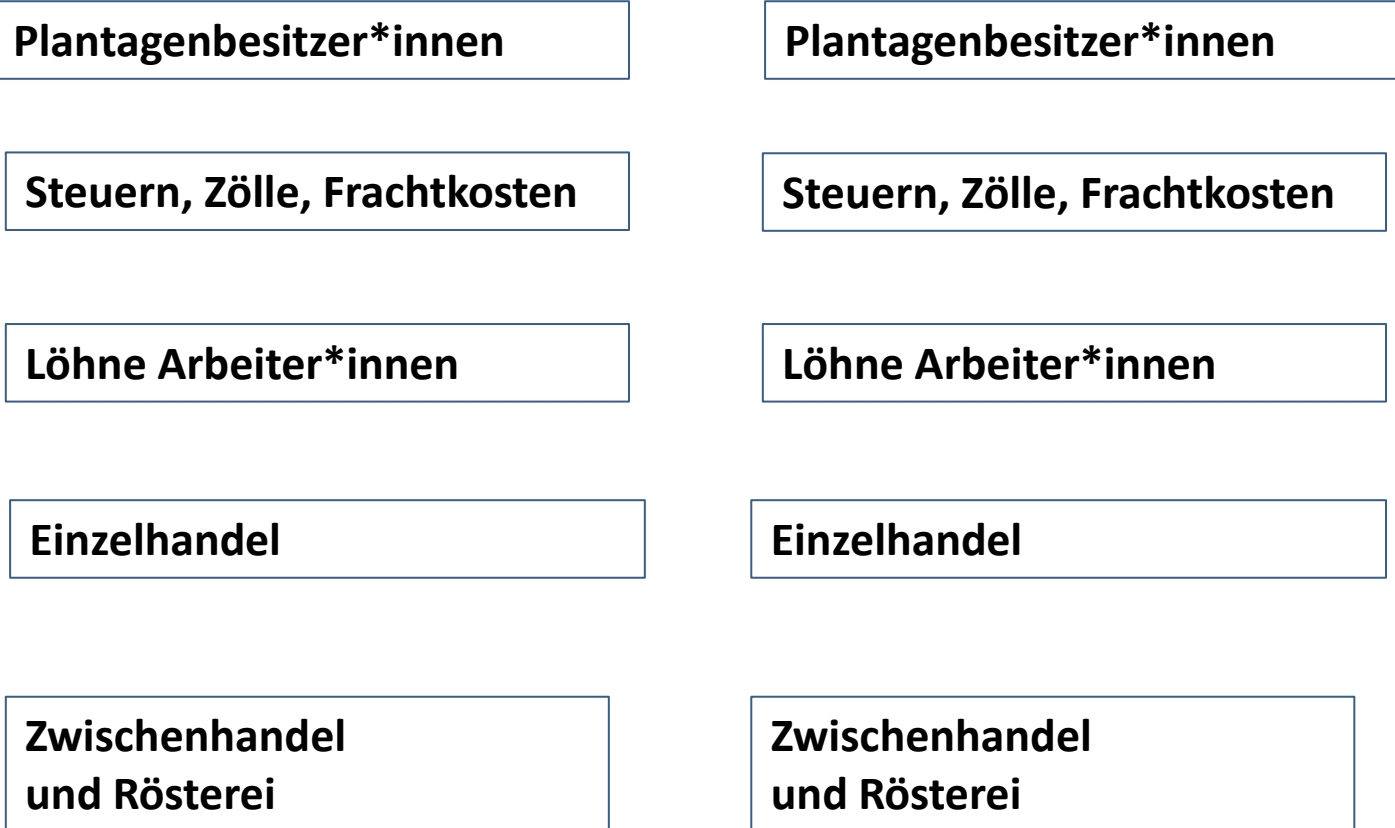 Plantagenbesitzer*innen
Plantagenbesitzer*innen
Steuern, Zölle, Frachtkosten
Steuern, Zölle, Frachtkosten
Löhne Arbeiter*innen
Löhne Arbeiter*innen
Einzelhandel
Einzelhandel
Zwischenhandel
und Rösterei
Zwischenhandel
und Rösterei